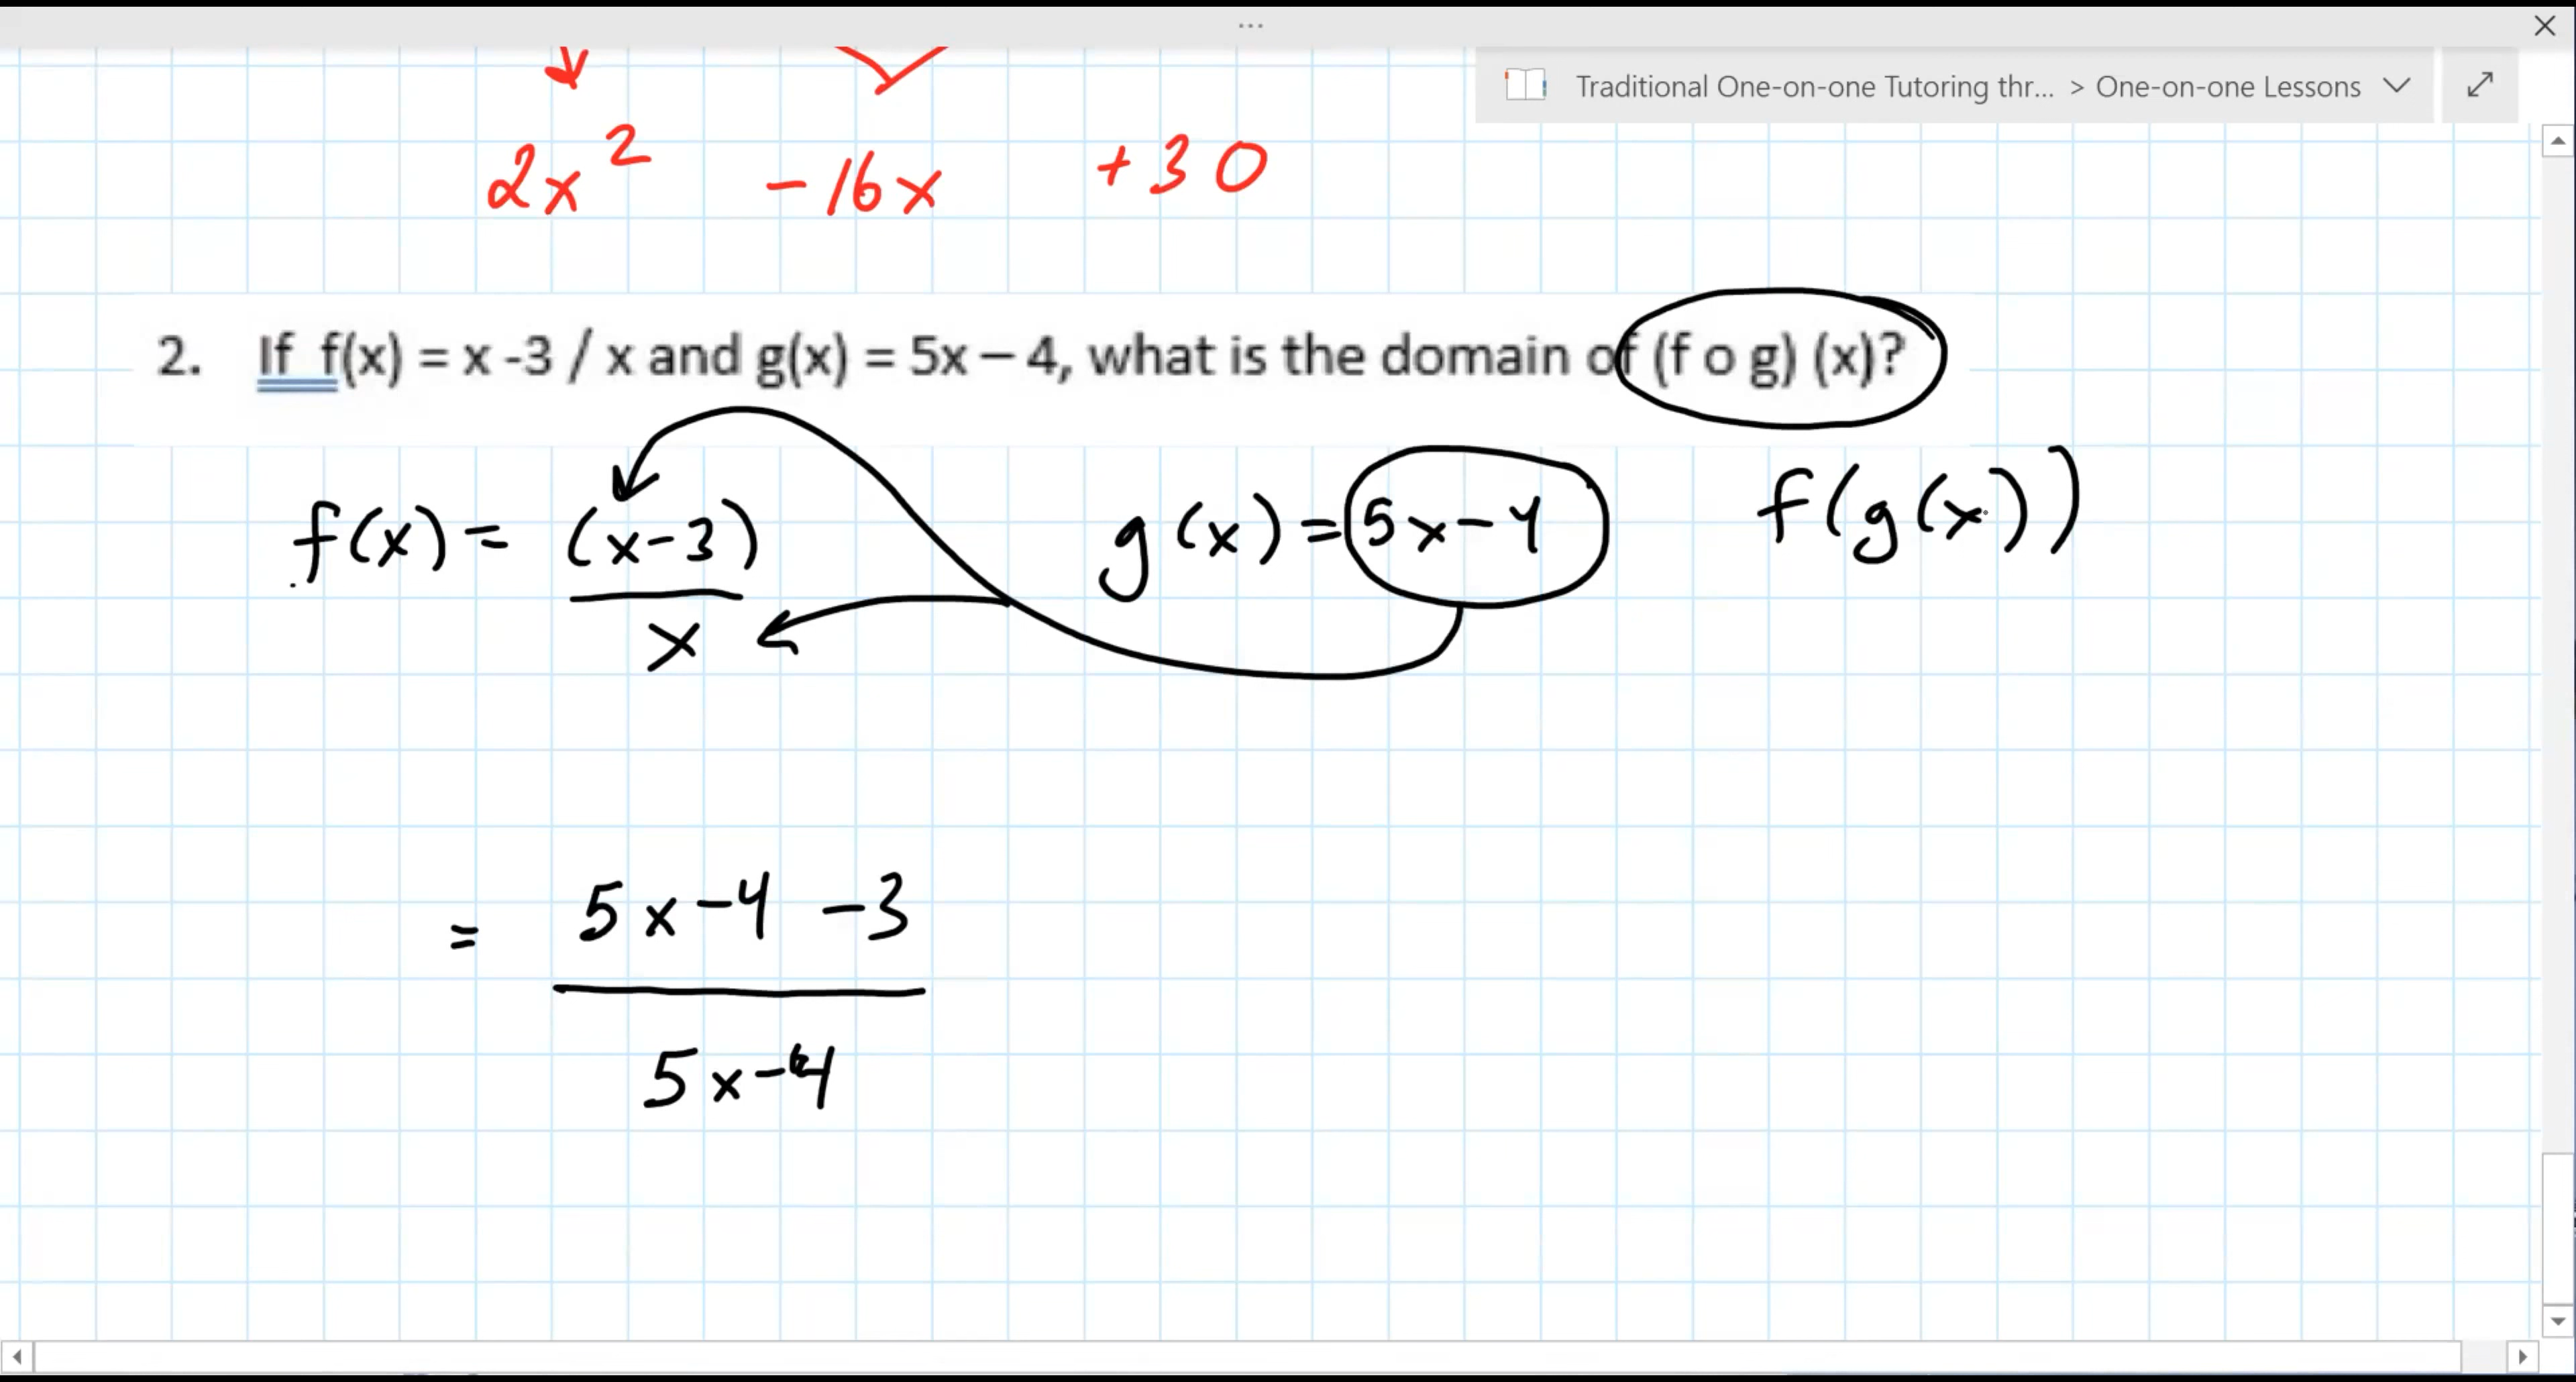 ...
Traditional One-on-one Tutoring thr... > One-on-one Lessons
2x² -16x +30
2. If f(x) = x -3 / x and g(x) = 5x – 4, what is the domain of (f o g) (x)?
f(x) = (x-3) g(x) = 5x-4 f(g(x))
x
= 5x-4 -3
5x-4